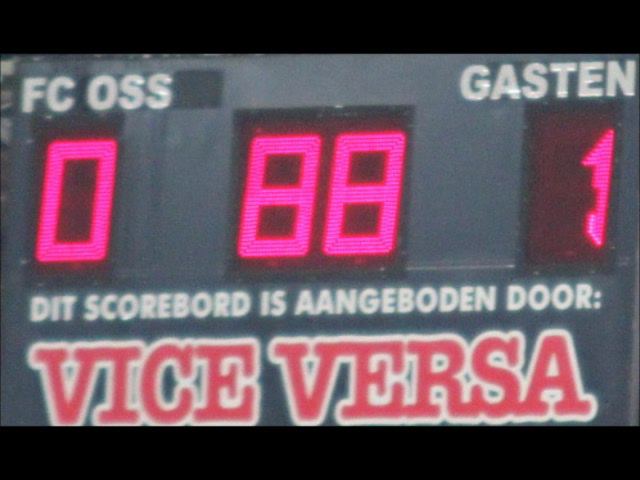 FC OSS GASTEN
0 88 1
DIT SCOREBORD IS AANGEBODEN DOOR:
VICE VERSA